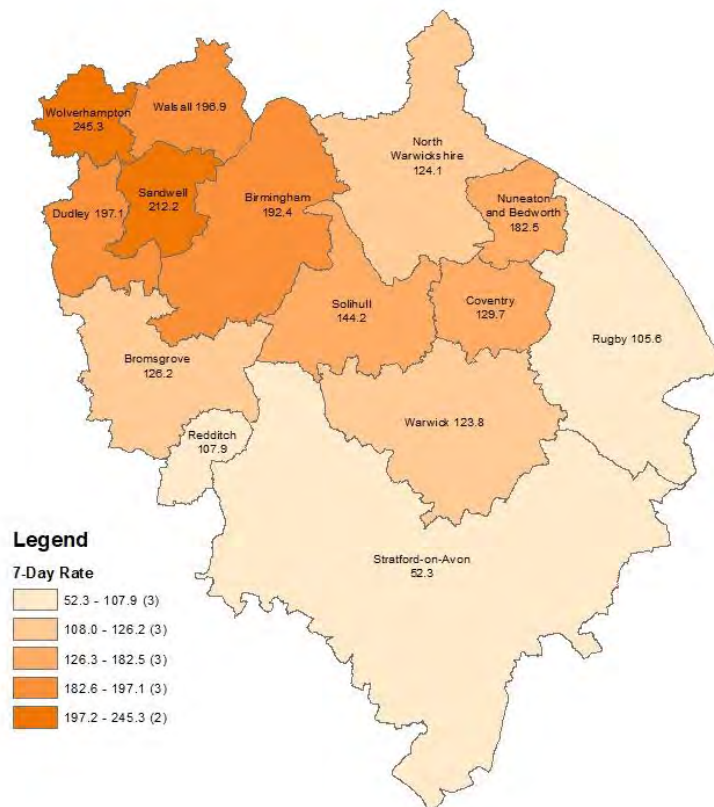 Wolverhampton
245.3
Walsall 196.9
North
Warwickshire
124.1
Sandwell
212.2
Birmingham
192.4
Dudley 197.1
Nuneaton
and Bedworth
182.5
Solihull
144.2
Coventry
129.7
Rugby 105.6
Bromsgrove
126.2
Warwick 123.8
Redditch
107.9
Stratford-on-Avon
52.3
Legend
7-Day Rate
52.3 - 107.9 (3)
108.0 - 126.2 (3)
126.3 - 182.5 (3)
182.6 - 197.1 (3)
197.2 - 245.3 (2)